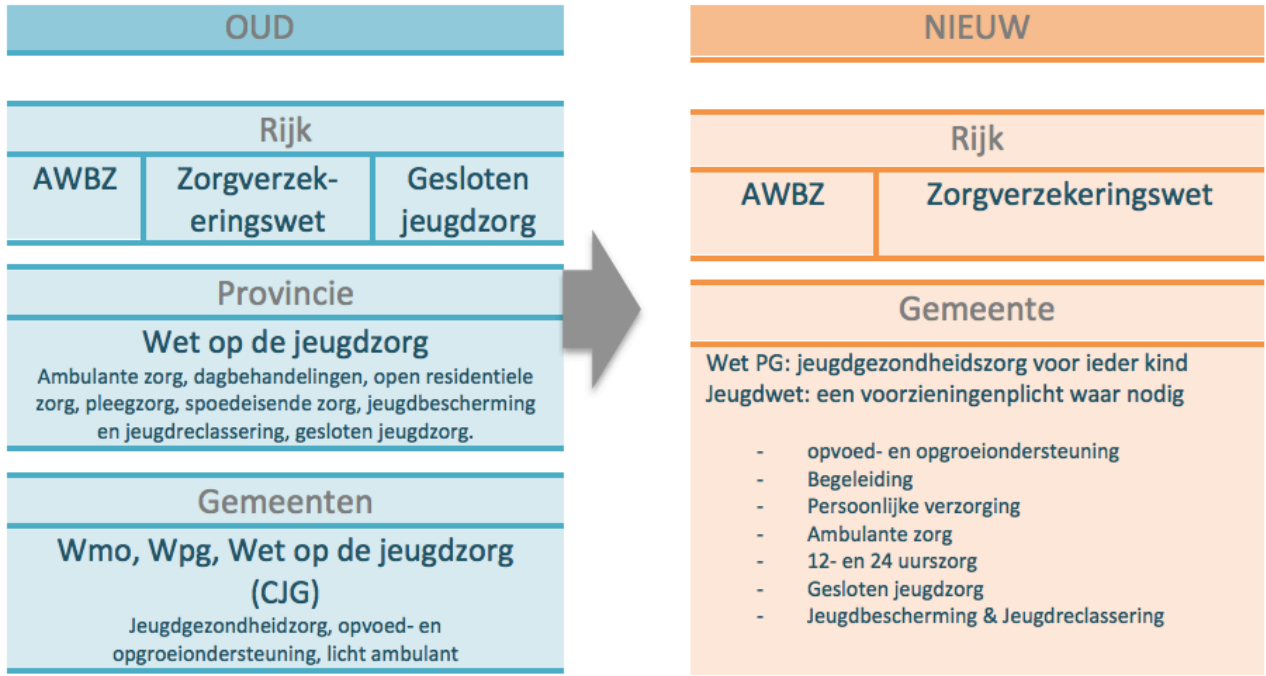 OUD
Rijk
AWBZ
Zorgverzek-
eringswet
Gesloten
jeugdzorg
Provincie
Wet op de jeugdzorg
Ambulante zorg, dagbehandelingen, open residentiele
zorg, pleegzorg, spoedeisende zorg, jeugdbescherming
en jeugdreclassering, gesloten jeugdzorg.
Gemeenten
Wmo, Wpg, Wet op de jeugdzorg
(CJG)
Jeugdgezondheidzorg, opvoed- en
opgroeiondersteuning, licht ambulant
NIEUW
Rijk
AWBZ
Zorgverzekeringswet
Gemeente
Wet PG: jeugdgezondheidszorg voor ieder kind
Jeugdwet: een voorzieningenplicht waar nodig
- opvoed- en opgroeiondersteuning
- Begeleiding
- Persoonlijke verzorging
- Ambulante zorg
- 12- en 24 uurszorg
- Gesloten jeugdzorg
- Jeugdbescherming & Jeugdreclassering